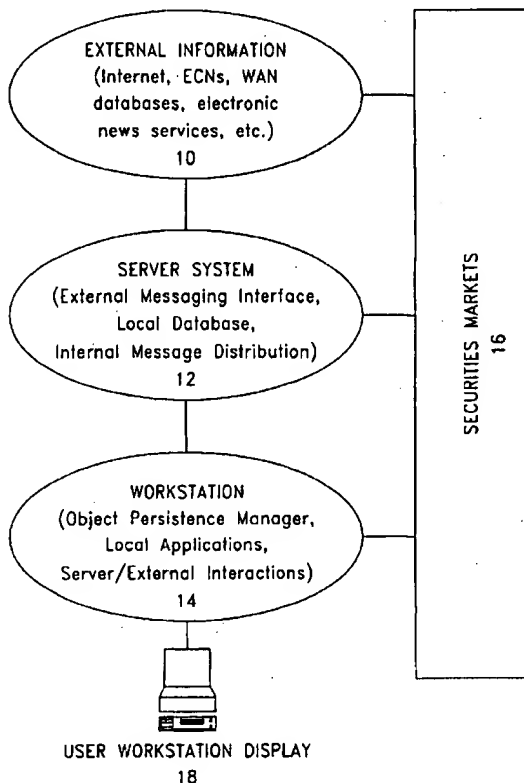 EXTERNAL INFORMATION
(Internet, ECNs, WAN
databases, electronic
news services, etc.)
10
SERVER SYSTEM
(External Messaging Interface,
Local Database,
Internal Message Distribution)
12
WORKSTATION
(Object Persistence Manager,
Local Applications,
Server/External Interactions)
14
USER WORKSTATION DISPLAY
18
SECURITIES MARKETS
16